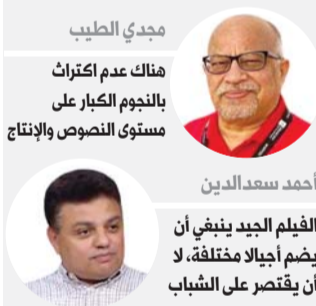 مجدي الطيب
هناك عدم اكتراث
بالنجوم الكبار على
مستوى النصوص والإنتاج
أحمد سعدالدين
الفيلم الجيد ينبغي أن
يضم أجيالا مختلفة، لا
أن يقتصر على الشباب